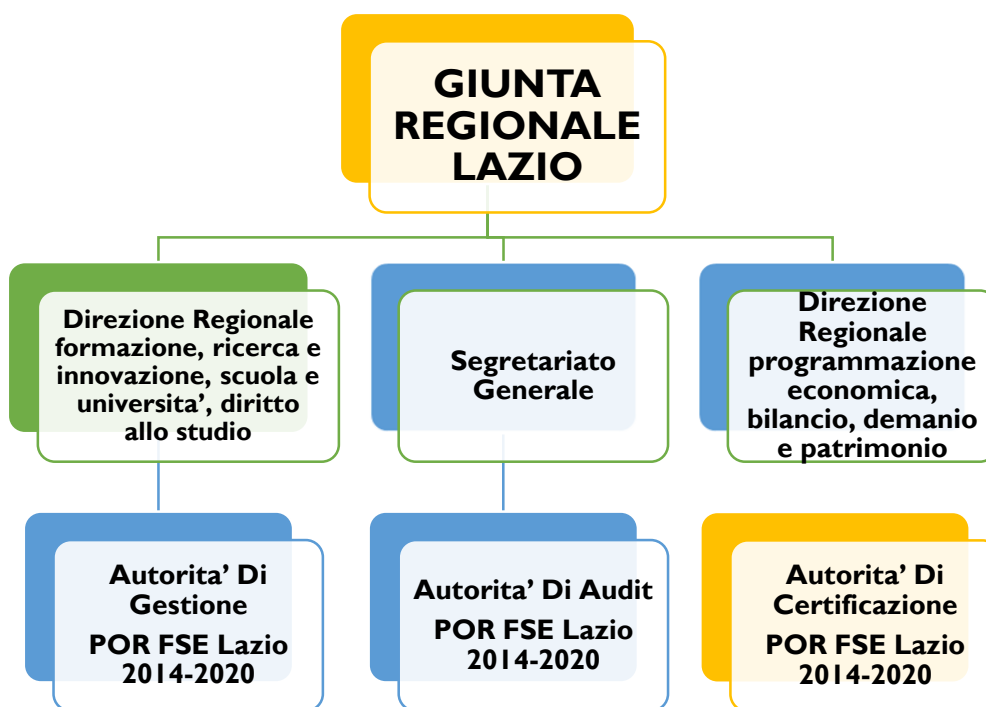 GIUNTA
REGIONALE
LAZIO
Direzione Regionale
formazione, ricerca e
innovazione, scuola e
universita’, diritto
allo studio
Segretariato
Generale
Direzione
Regionale
programmazione
economica,
bilancio, demanio
e patrimonio
Autorita’ Di
Gestione
POR FSE Lazio
2014-2020
Autorita’ Di Audit
POR FSE Lazio
2014-2020
Autorita’ Di
Certificazione
POR FSE Lazio
2014-2020